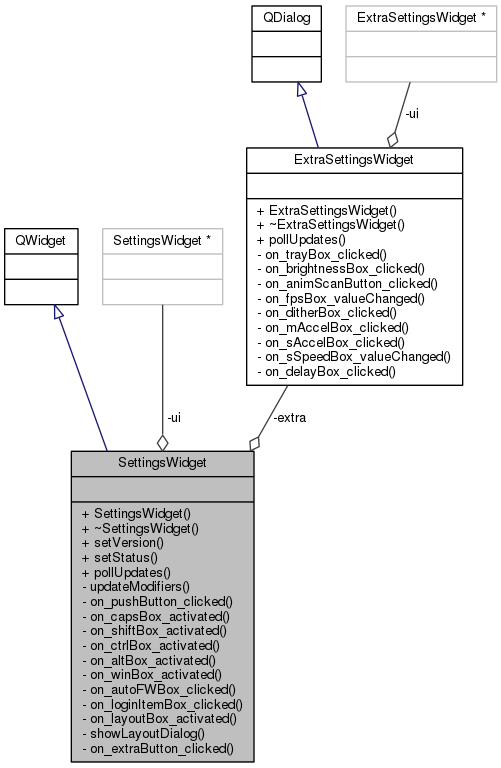 QDialog
ExtraSettingsWidget *
-ui
ExtraSettingsWidget
+ ExtraSettingsWidget()
+ ~ExtraSettingsWidget()
+ pollUpdates()
- on_trayBox_clicked()
- on_brightnessBox_clicked()
- on_animScanButton_clicked()
- on_fpsBox_valueChanged()
- on_ditherBox_clicked()
- on_mAccelBox_clicked()
- on_sAccelBox_clicked()
- on_sSpeedBox_valueChanged()
- on_delayBox_clicked()
QWidget
SettingsWidget *
-ui
-extra
SettingsWidget
+ SettingsWidget()
+ ~SettingsWidget()
+ setVersion()
+ setStatus()
+ pollUpdates()
- updateModifiers()
- on_pushButton_clicked()
- on_capsBox_activated()
- on_shiftBox_activated()
- on_ctrlBox_activated()
- on_altBox_activated()
- on_winBox_activated()
- on_autoFWBox_clicked()
- on_loginItemBox_clicked()
- on_layoutBox_activated()
- showLayoutDialog()
- on_extraButton_clicked()